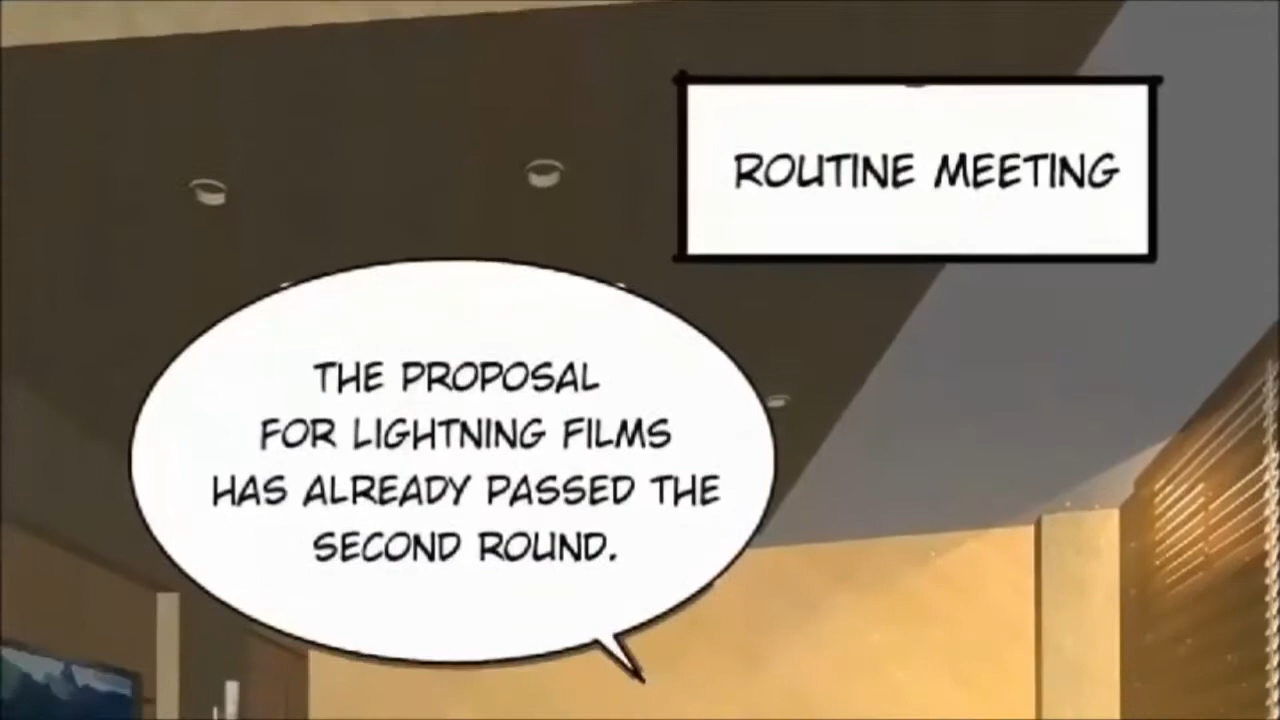 ROUTINE MEETING
THE PROPOSAL
FOR LIGHTNING FILMS
HAS ALREADY PASSED THE
SECOND ROUND.